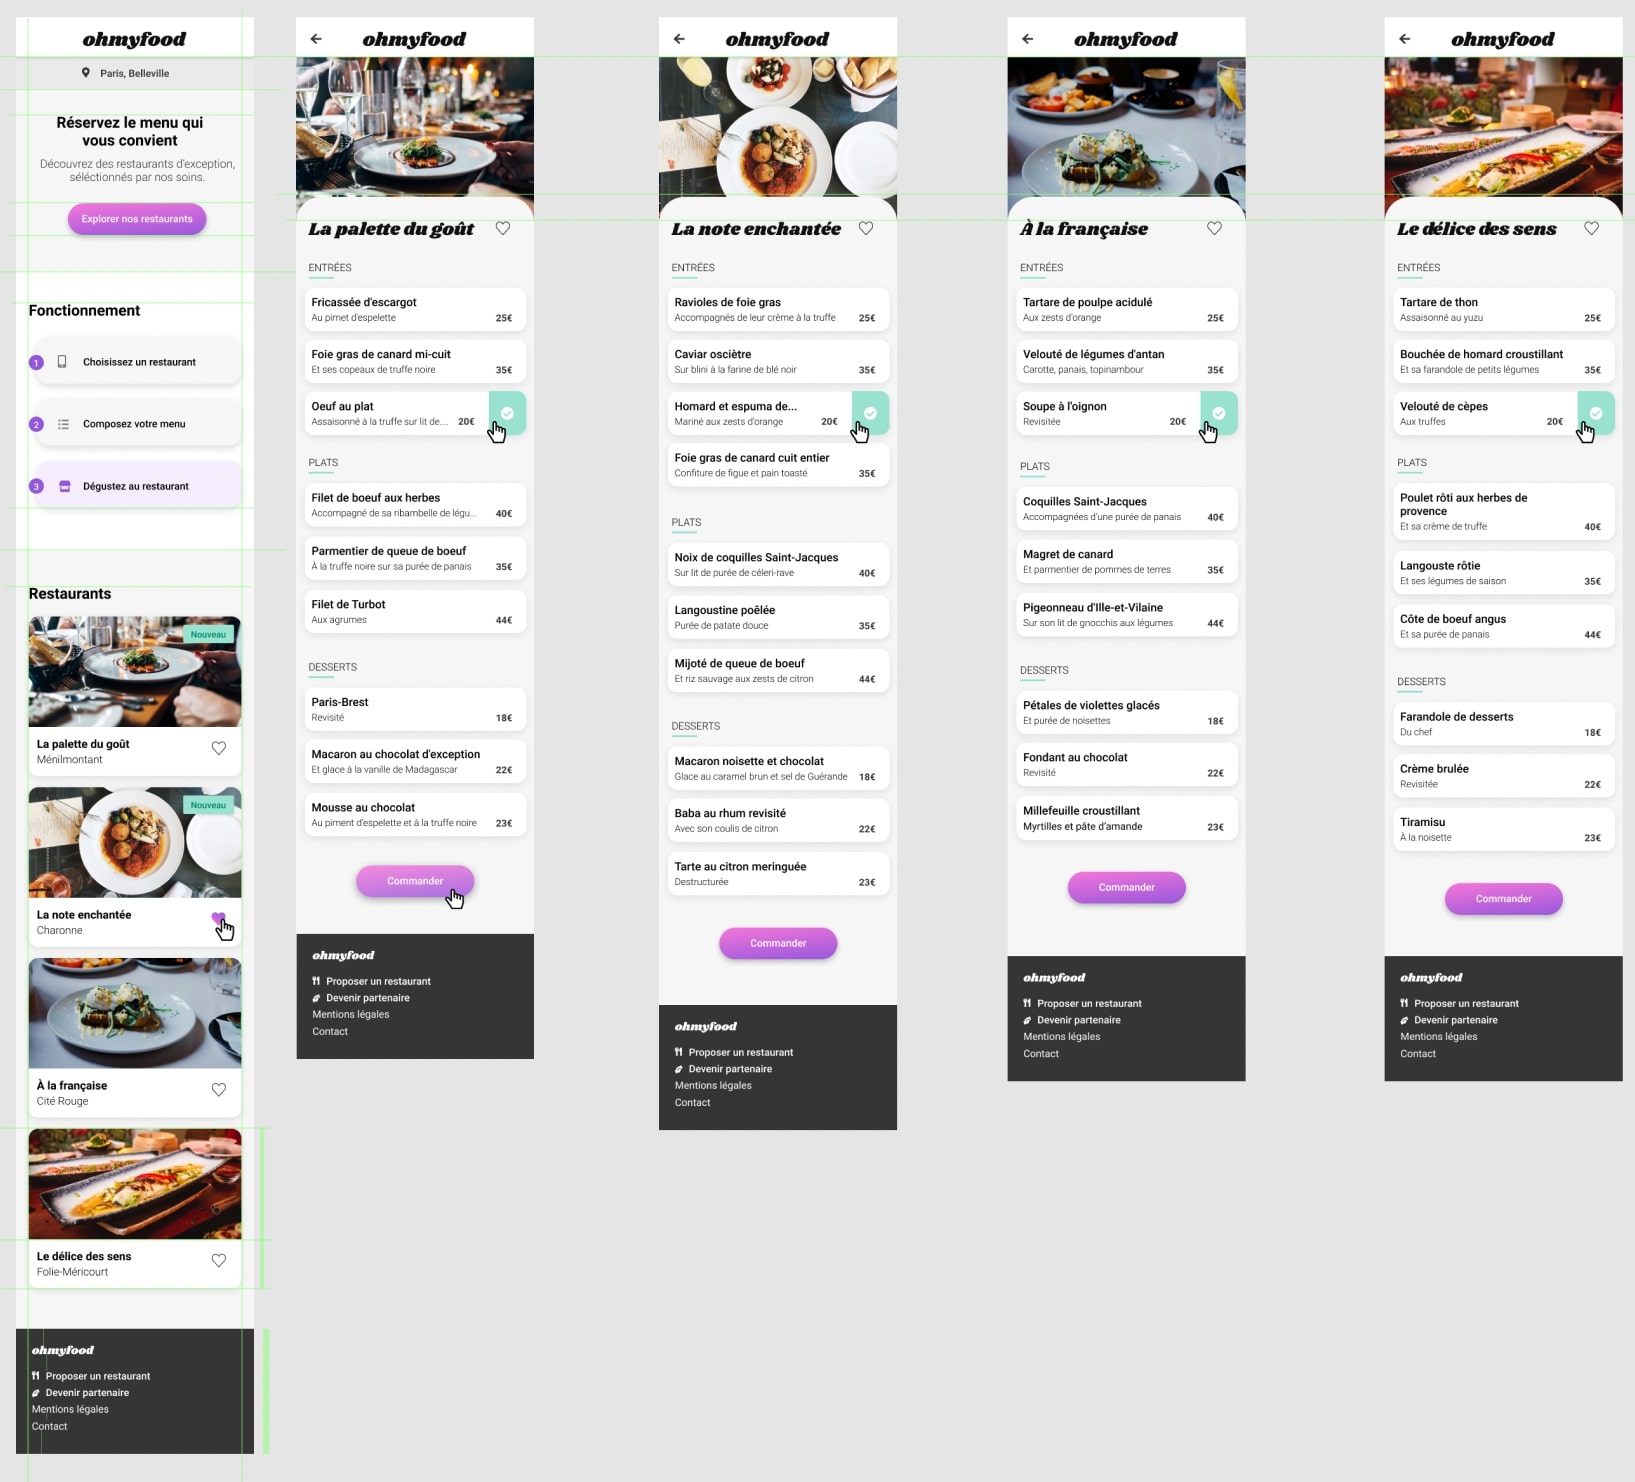 ohmyfood
Paris, Belleville
Réservez le menu qui
vous convient
Découvrez des restaurants d'exception,
séléctionnés par nos soins.
Explorer nos restaurants
Fonctionnement
1 Choisissez un restaurant
2 Composez votre menu
3 Dégustez au restaurant
Restaurants
Nouveau
La palette du goût
Ménilmontant
Nouveau
La note enchantée
Charonne
À la française
Cité Rouge
Le délice des sens
Folie-Méricourt
ohmyfood
Proposer un restaurant
Devenir partenaire
Mentions légales
Contact
ohmyfood
La palette du goût
ENTRÉES
Fricassée d'escargot
Au pimet d'espelette 25€
Foie gras de canard mi-cuit
Et ses copeaux de truffe noire 35€
Oeuf au plat
Assaisonné à la truffe sur lit de... 20€
PLATS
Filet de boeuf aux herbes
Accompagné de sa ribambelle de légu... 40€
Parmentier de queue de boeuf
À la truffe noire sur sa purée de panais 35€
Filet de Turbot
Aux agrumes 44€
DESSERTS
Paris-Brest
Revisité 18€
Macaron au chocolat d'exception
Et glace à la vanille de Madagascar 22€
Mousse au chocolat
Au piment d'espelette et à la truffe noire 23€
Commander
ohmyfood
Proposer un restaurant
Devenir partenaire
Mentions légales
Contact
ohmyfood
La note enchantée
ENTRÉES
Ravioles de foie gras
Accompagnés de leur crème à la truffe 25€
Caviar osciètre
Sur blini à la farine de blé noir 35€
Homard et espuma de...
Mariné aux zests d'orange 20€
Foie gras de canard cuit entier
Confiture de figue et pain toasté 35€
PLATS
Noix de coquilles Saint-Jacques
Sur lit de purée de céleri-rave 40€
Langoustine poêlée
Purée de patate douce 35€
Mijoté de queue de boeuf
Et riz sauvage aux zests de citron 44€
DESSERTS
Macaron noisette et chocolat
Glace au caramel brun et sel de Guérande 18€
Baba au rhum revisité
Avec son coulis de citron 22€
Tarte au citron meringuée
Destructurée 23€
Commander
ohmyfood
Proposer un restaurant
Devenir partenaire
Mentions légales
Contact
ohmyfood
À la française
ENTRÉES
Tartare de poulpe acidulé
Aux zests d'orange 25€
Velouté de légumes d'antan
Carotte, panais, topinambour 35€
Soupe à l'oignon
Revisitée 20€
PLATS
Coquilles Saint-Jacques
Accompagnées d'une purée de panais 40€
Magret de canard
Et parmentier de pommes de terres 35€
Pigeonneau d'Ille-et-Vilaine
Sur son lit de gnocchis aux légumes 44€
DESSERTS
Pétales de violettes glacés
Et purée de noisettes 18€
Fondant au chocolat
Revisité 22€
Millefeuille croustillant
Myrtilles et pâte d'amande 23€
Commander
ohmyfood
Proposer un restaurant
Devenir partenaire
Mentions légales
Contact
ohmyfood
Le délice des sens
ENTRÉES
Tartare de thon
Assaisonné au yuzu 25€
Bouchée de homard croustillant
Et sa farandole de petits légumes 35€
Velouté de cèpes
Aux truffes 20€
PLATS
Poulet rôti aux herbes de
provence
Et sa crème de truffe 40€
Langouste rôtie
Et ses légumes de saison 35€
Côte de boeuf angus
Et sa purée de panais 44€
DESSERTS
Farandole de desserts
Du chef 18€
Crème brulée
Revisitée 22€
Tiramisu
À la noisette 23€
Commander
ohmyfood
Proposer un restaurant
Devenir partenaire
Mentions légales
Contact